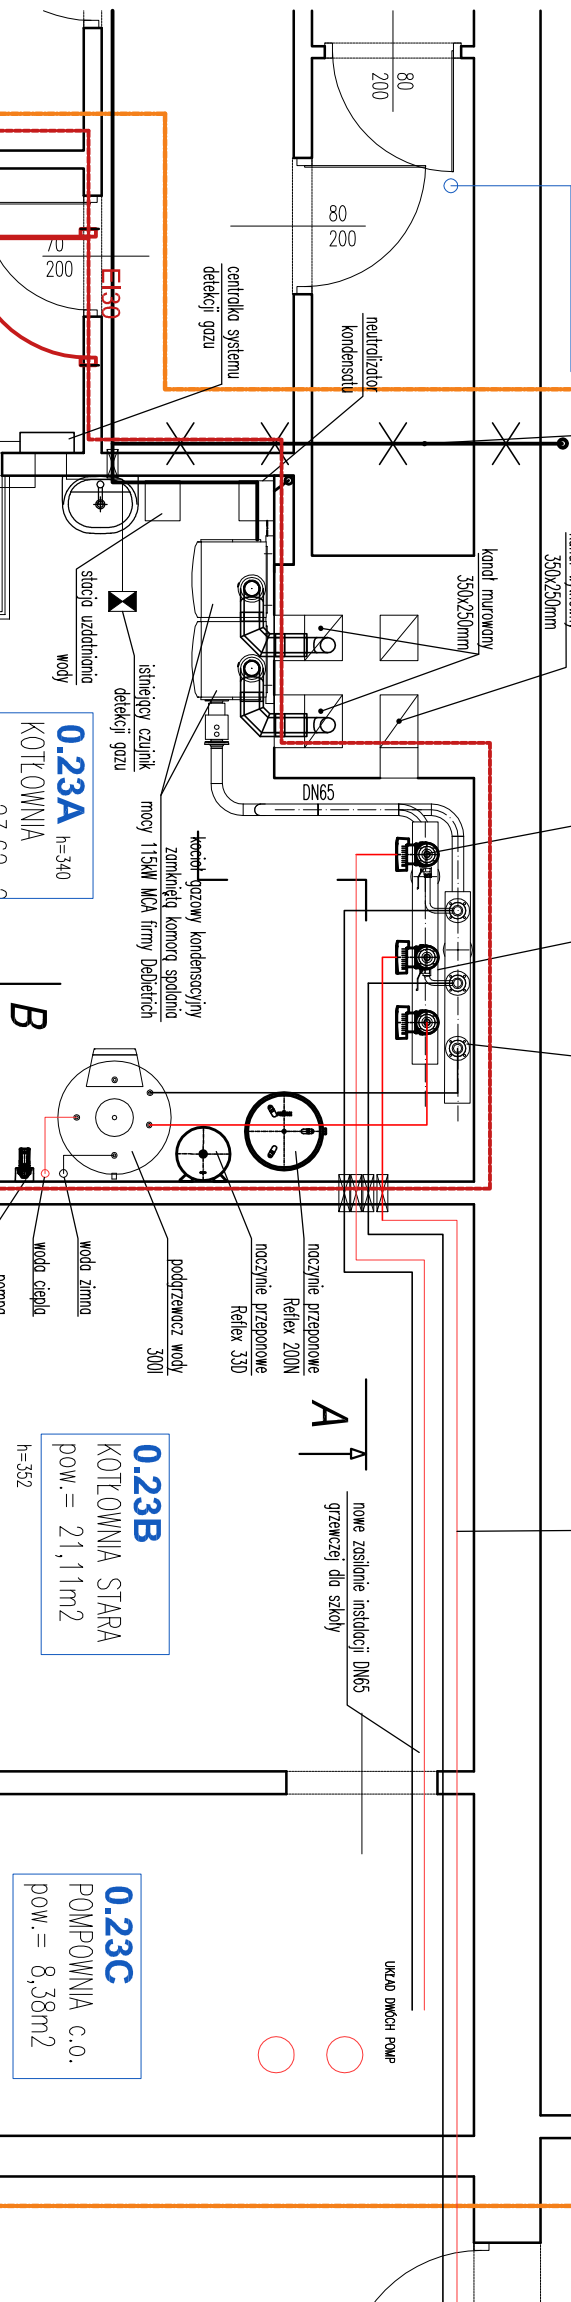 80
200
80
200
70
200
EI30
centralka systemu
detekcji gazu
neutralizator
kondensatu
350x250mm
kanał murowany
350x250mm
stacja uzdatniania
wody
istniejący czujnik
detekcji gazu
DN65
0.23A
h=340
KOTŁOWNIA
kocioł gazowy kondensacyjny
zamkniętą komorą spalania
mocy 115kW MCA firmy DeDietrich
B
naczynie przeponowe
Reflex 200N
naczynie przeponowe
Reflex 33D
podgrzewacz wody
300l
woda zimna
woda ciepła
pompa
A
0.23B
KOTŁOWNIA STARA
pow.= 21,11m2
h=352
nowe zasilanie instalacji DN65
grzewczej dla szkoły
0.23C
POMPOWNIA c.o.
pow.= 8,38m2
UKŁAD DWÓCH POMP